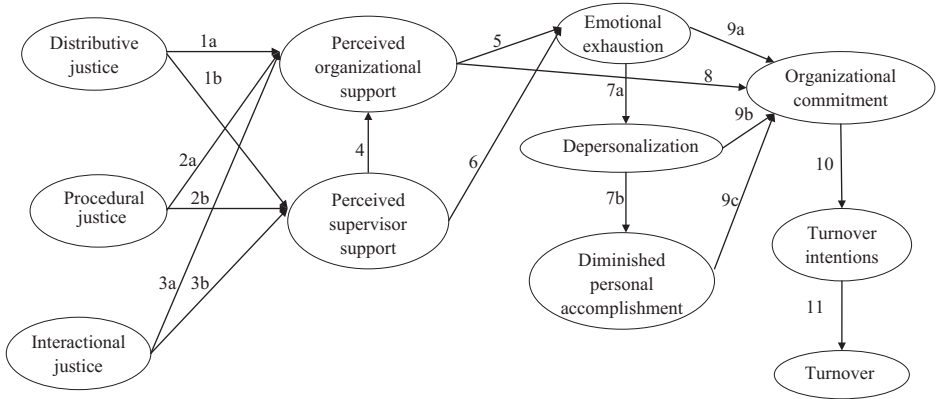 Distributive
justice
1a
1b
Perceived
organizational
support
5
Emotional
exhaustion
9a
8
Organizational
commitment
7a
9b
Depersonalization
2a
4
6
Procedural
justice
2b
Perceived
supervisor
support
7b
9c
10
Turnover
intentions
Diminished
personal
accomplishment
3a
3b
11
Interactional
justice
Turnover